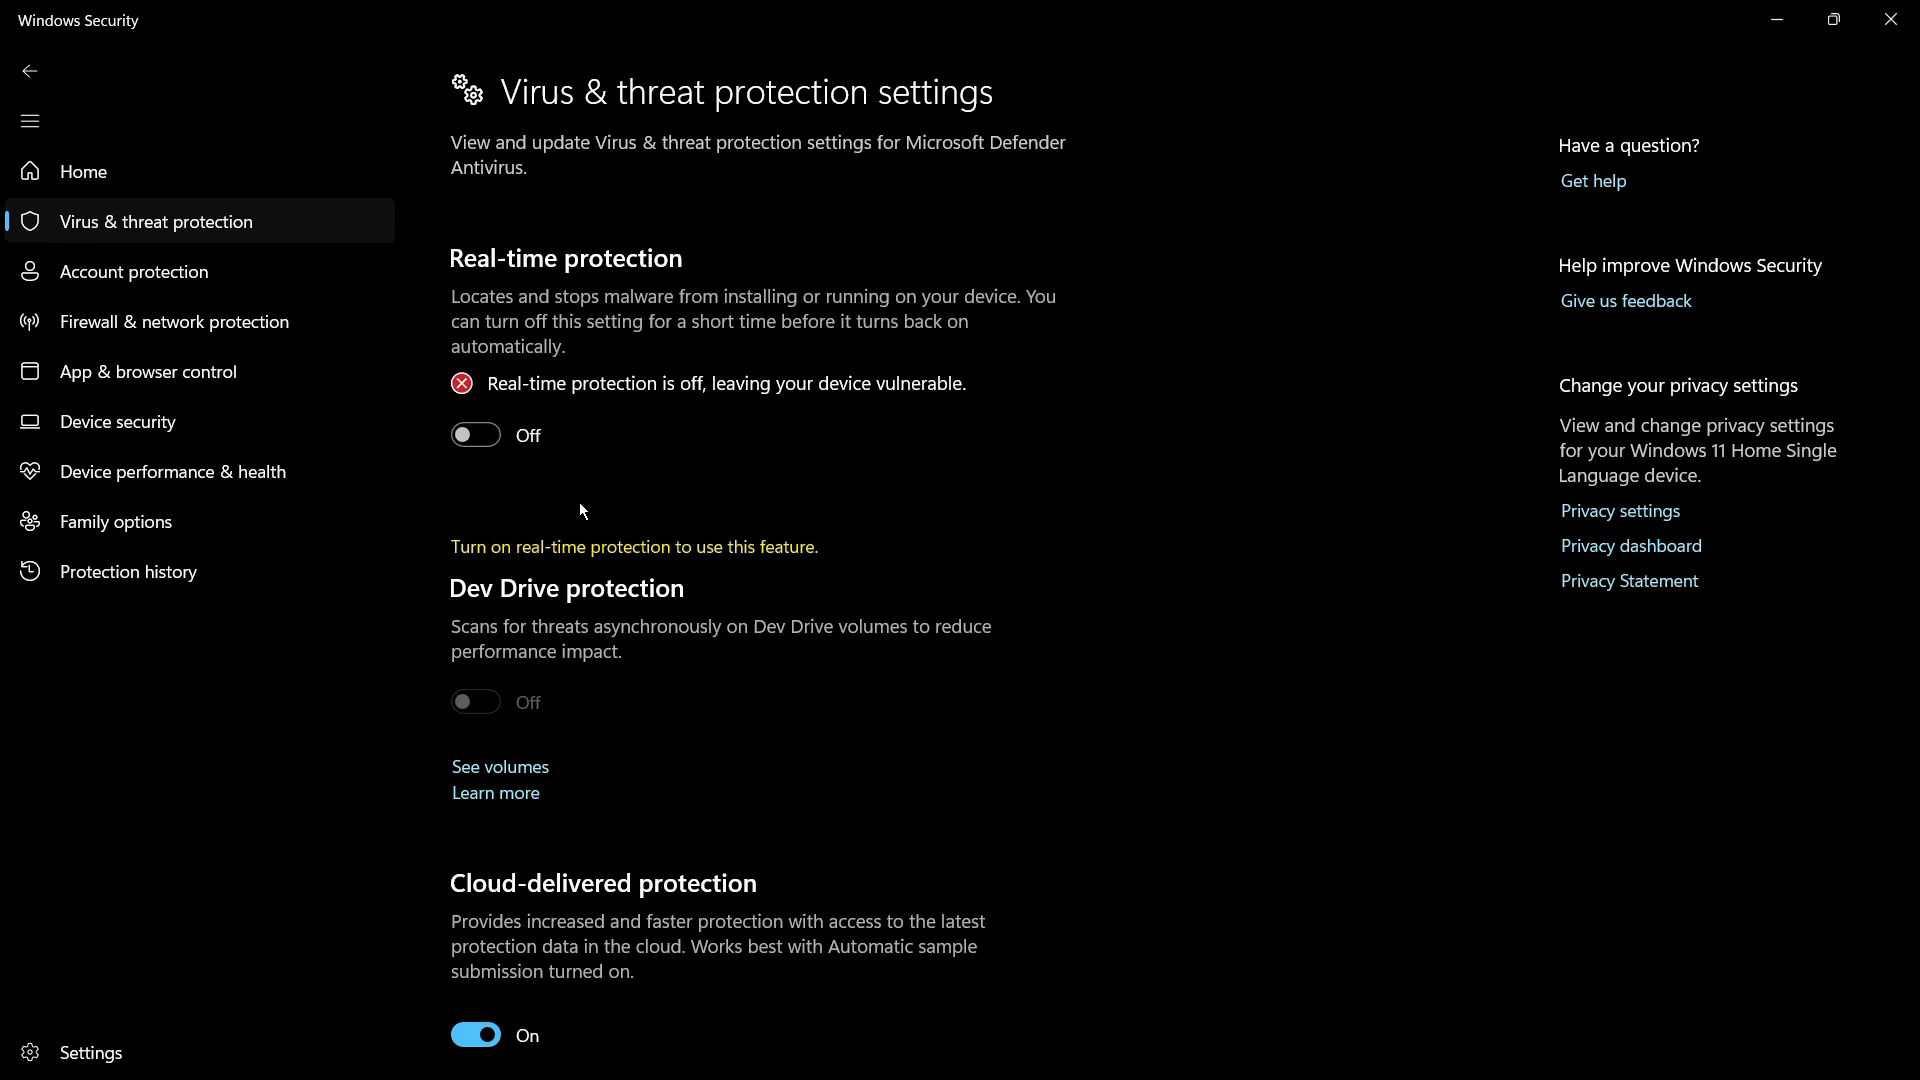 Windows Security
Home
Virus & threat protection
Account protection
Firewall & network protection
App & browser control
Device security
Device performance & health
Family options
Protection history
Settings
Virus & threat protection settings
View and update Virus & threat protection settings for Microsoft Defender
Antivirus.
Real-time protection
Locates and stops malware from installing or running on your device. You
can turn off this setting for a short time before it turns back on
automatically.
Real-time protection is off, leaving your device vulnerable.
Off
Turn on real-time protection to use this feature.
Dev Drive protection
Scans for threats asynchronously on Dev Drive volumes to reduce
performance impact.
Off
See volumes
Learn more
Cloud-delivered protection
Provides increased and faster protection with access to the latest
protection data in the cloud. Works best with Automatic sample
submission turned on.
On
Have a question?
Get help
Help improve Windows Security
Give us feedback
Change your privacy settings
View and change privacy settings
for your Windows 11 Home Single
Language device.
Privacy settings
Privacy dashboard
Privacy Statement